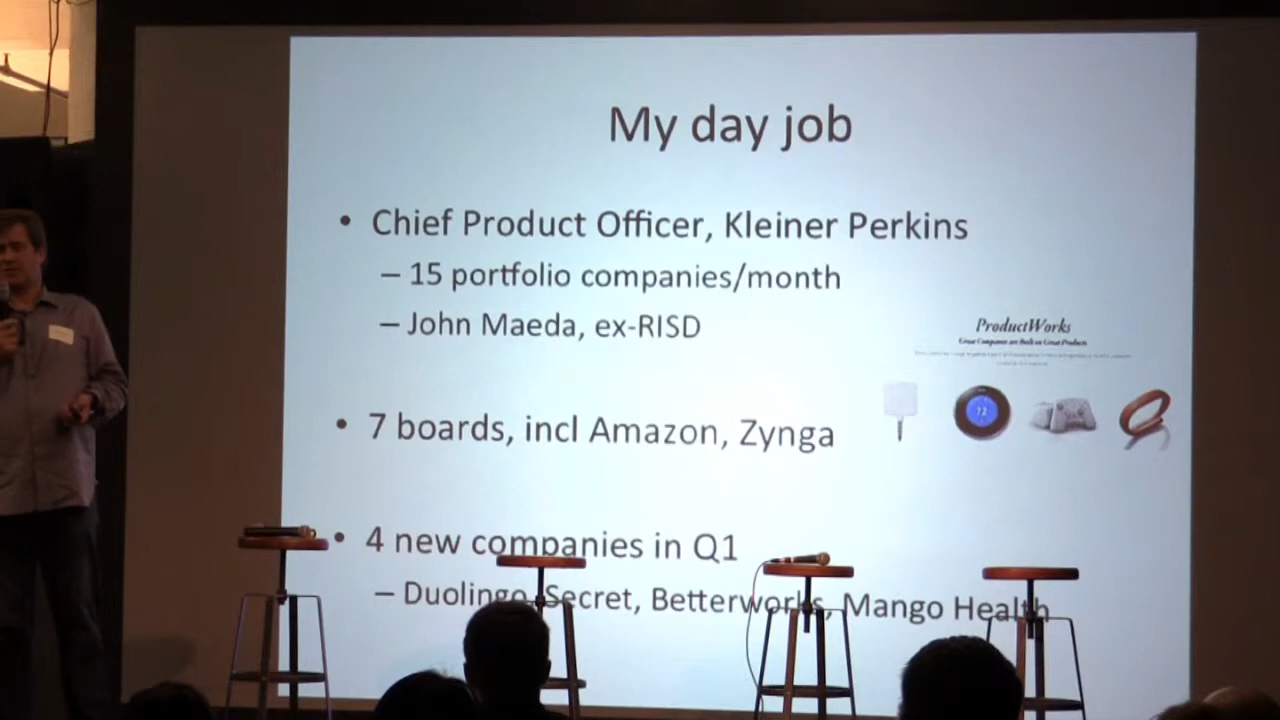 My day job
• Chief Product Officer, Kleiner Perkins
– 15 portfolio companies/month
– John Maeda, ex-RISD
ProductWorks
Great Companies are Built on Great Products
72
• 7 boards, incl Amazon, Zynga
• 4 new companies in Q1
– Duolingo, Secret, Betterworks, Mango Health